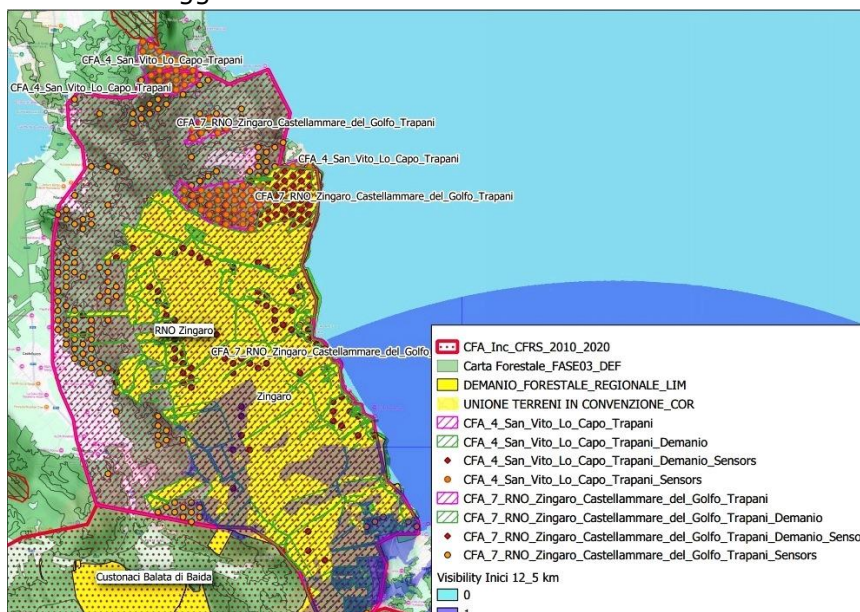 CFA_4_San_Vito_Lo_Capo_Trapani
CFA_4_San_Vito_Lo_Capo_Trapani
CFA_7_RNO_Zingaro_Castellammare_del_Golfo_Trapani
CFA_4_San_Vito_Lo_Capo_Trapani
CFA_7_RNO_Zingaro_Castellammare_del_Golfo_Trapani
RNO Zingaro
CFA_7_RNO_Zingaro_Castellammare_del_Golfo_
Zingaro
Custonaci Balata di Baida
CFA_Inc_CFRS_2010_2020
Carta Forestale_FASE03_DEF
DEMANIO_FORESTALE_REGIONALE_LIM
UNIONE TERRENI IN CONVENZIONE_COR
CFA_4_San_Vito_Lo_Capo_Trapani
CFA_4_San_Vito_Lo_Capo_Trapani_Demanio
CFA_4_San_Vito_Lo_Capo_Trapani_Demanio_Sensors
CFA_4_San_Vito_Lo_Capo_Trapani_Sensors
CFA_7_RNO_Zingaro_Castellammare_del_Golfo_Trapani
CFA_7_RNO_Zingaro_Castellammare_del_Golfo_Trapani_Demanio
CFA_7_RNO_Zingaro_Castellammare_del_Golfo_Trapani_Demanio_Senso
CFA_7_RNO_Zingaro_Castellammare_del_Golfo_Trapani_Sensors
Visibility Inici 12_5 km
0
1